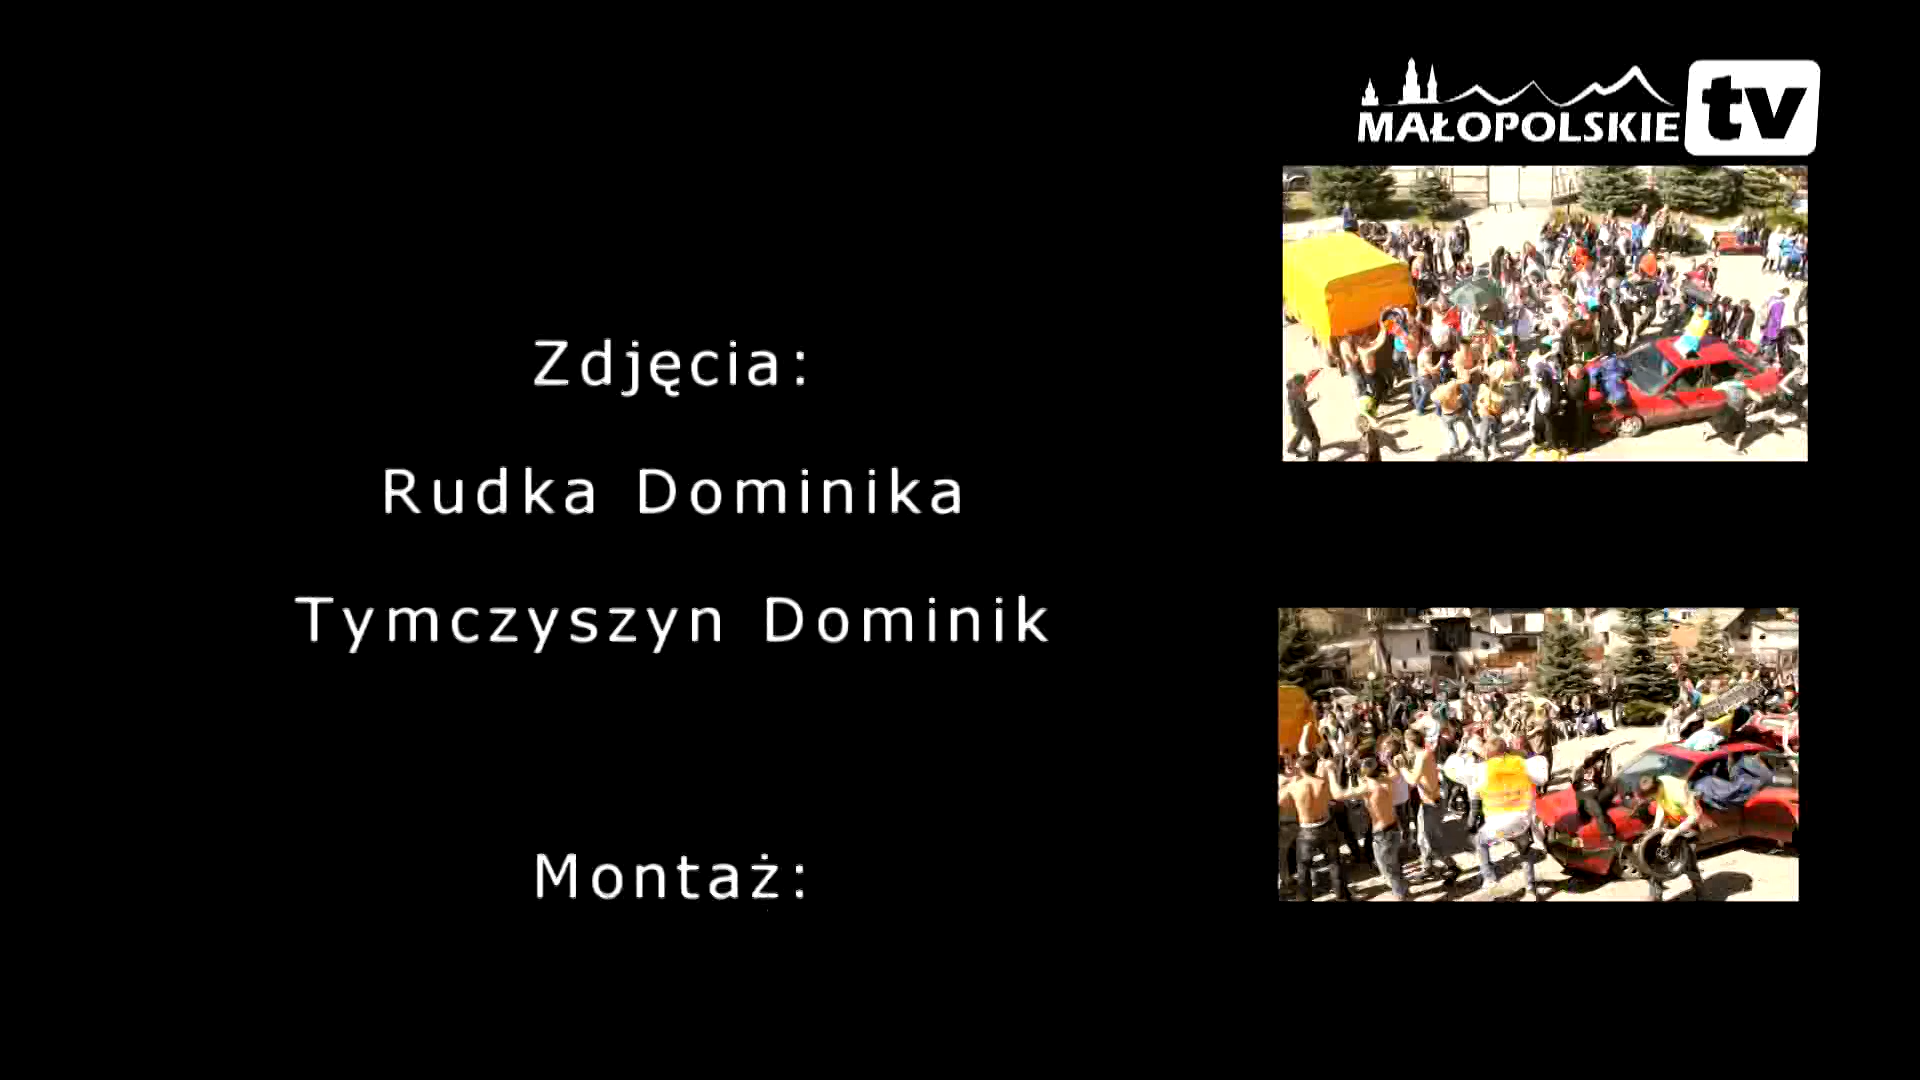 MAŁOPOLSKIE tv
Zdjęcia:
Rudka Dominika
Tymczyszyn Dominik
Montaż: